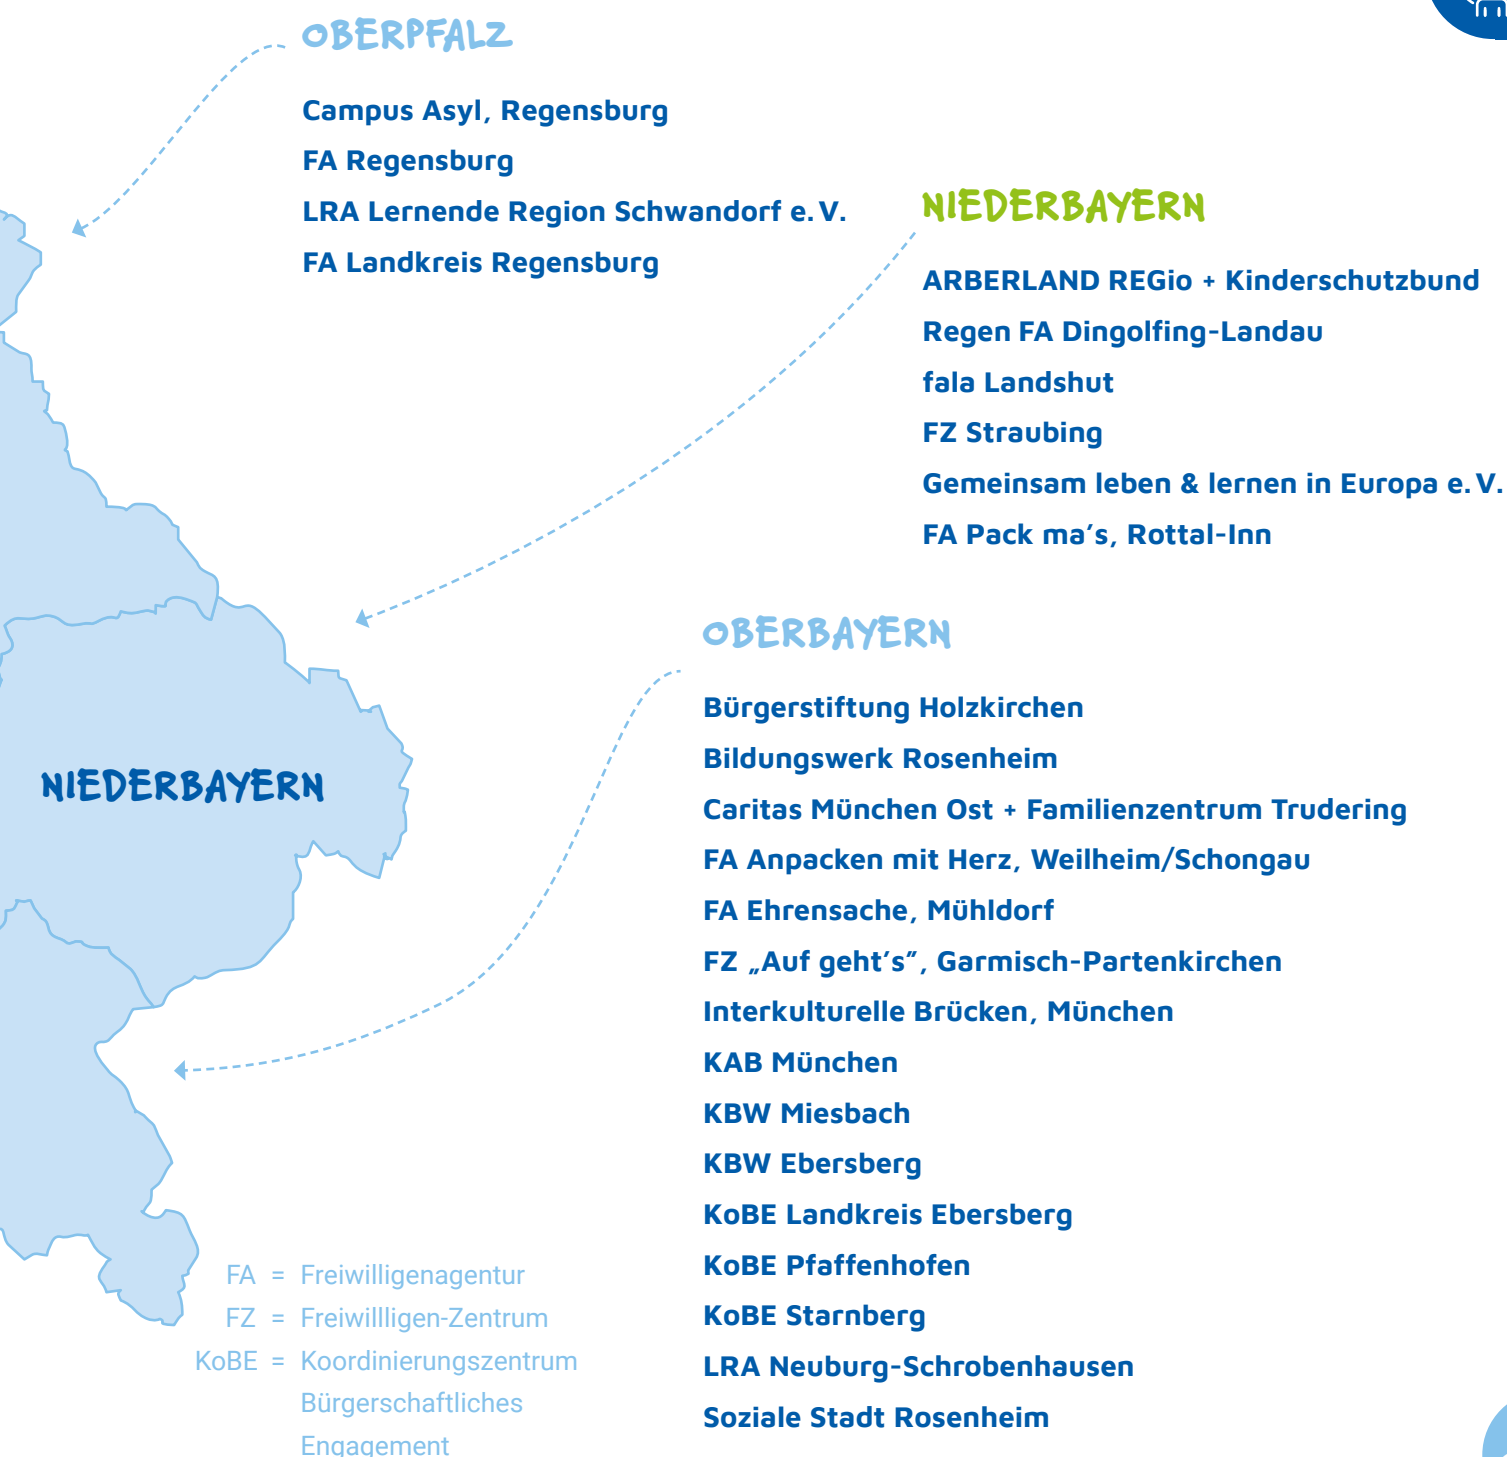 OBERPFALZ
Campus Asyl, Regensburg
FA Regensburg
LRA Lernende Region Schwandorf e. V.
FA Landkreis Regensburg
NIEDERBAYERN
ARBERLAND REGio + Kinderschutzbund
Regen FA Dingolfing-Landau
fala Landshut
FZ Straubing
Gemeinsam leben & lernen in Europa e. V.
FA Pack ma’s, Rottal-Inn
NIEDERBAYERN
OBERBAYERN
Bürgerstiftung Holzkirchen
Bildungswerk Rosenheim
Caritas München Ost + Familienzentrum Trudering
FA Anpacken mit Herz, Weilheim/Schongau
FA Ehrensache, Mühldorf
FZ „Auf geht’s”, Garmisch-Partenkirchen
Interkulturelle Brücken, München
KAB München
KBW Miesbach
KBW Ebersberg
KoBE Landkreis Ebersberg
KoBE Pfaffenhofen
KoBE Starnberg
LRA Neuburg-Schrobenhausen
Soziale Stadt Rosenheim
FA = Freiwilligenagentur
FZ = Freiwillligen-Zentrum
KoBE = Koordinierungszentrum
Bürgerschaftliches
Engagement